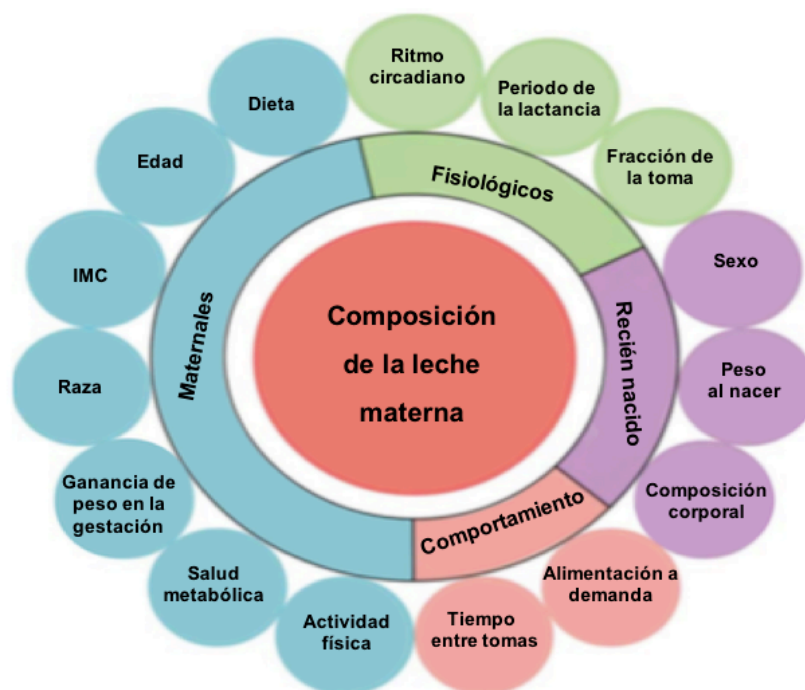 Ritmo
circadiano
Periodo de
la lactancia
Fracción de
la toma
Sexo
Peso
al nacer
Composición
corporal
Alimentación a
demanda
Tiempo
entre tomas
Actividad
física
Salud
metabólica
Ganancia de
peso en la
gestación
Raza
IMC
Edad
Dieta
Fisiológicos
Recién nacido
Comportamiento
Maternales
Composición
de la leche
materna